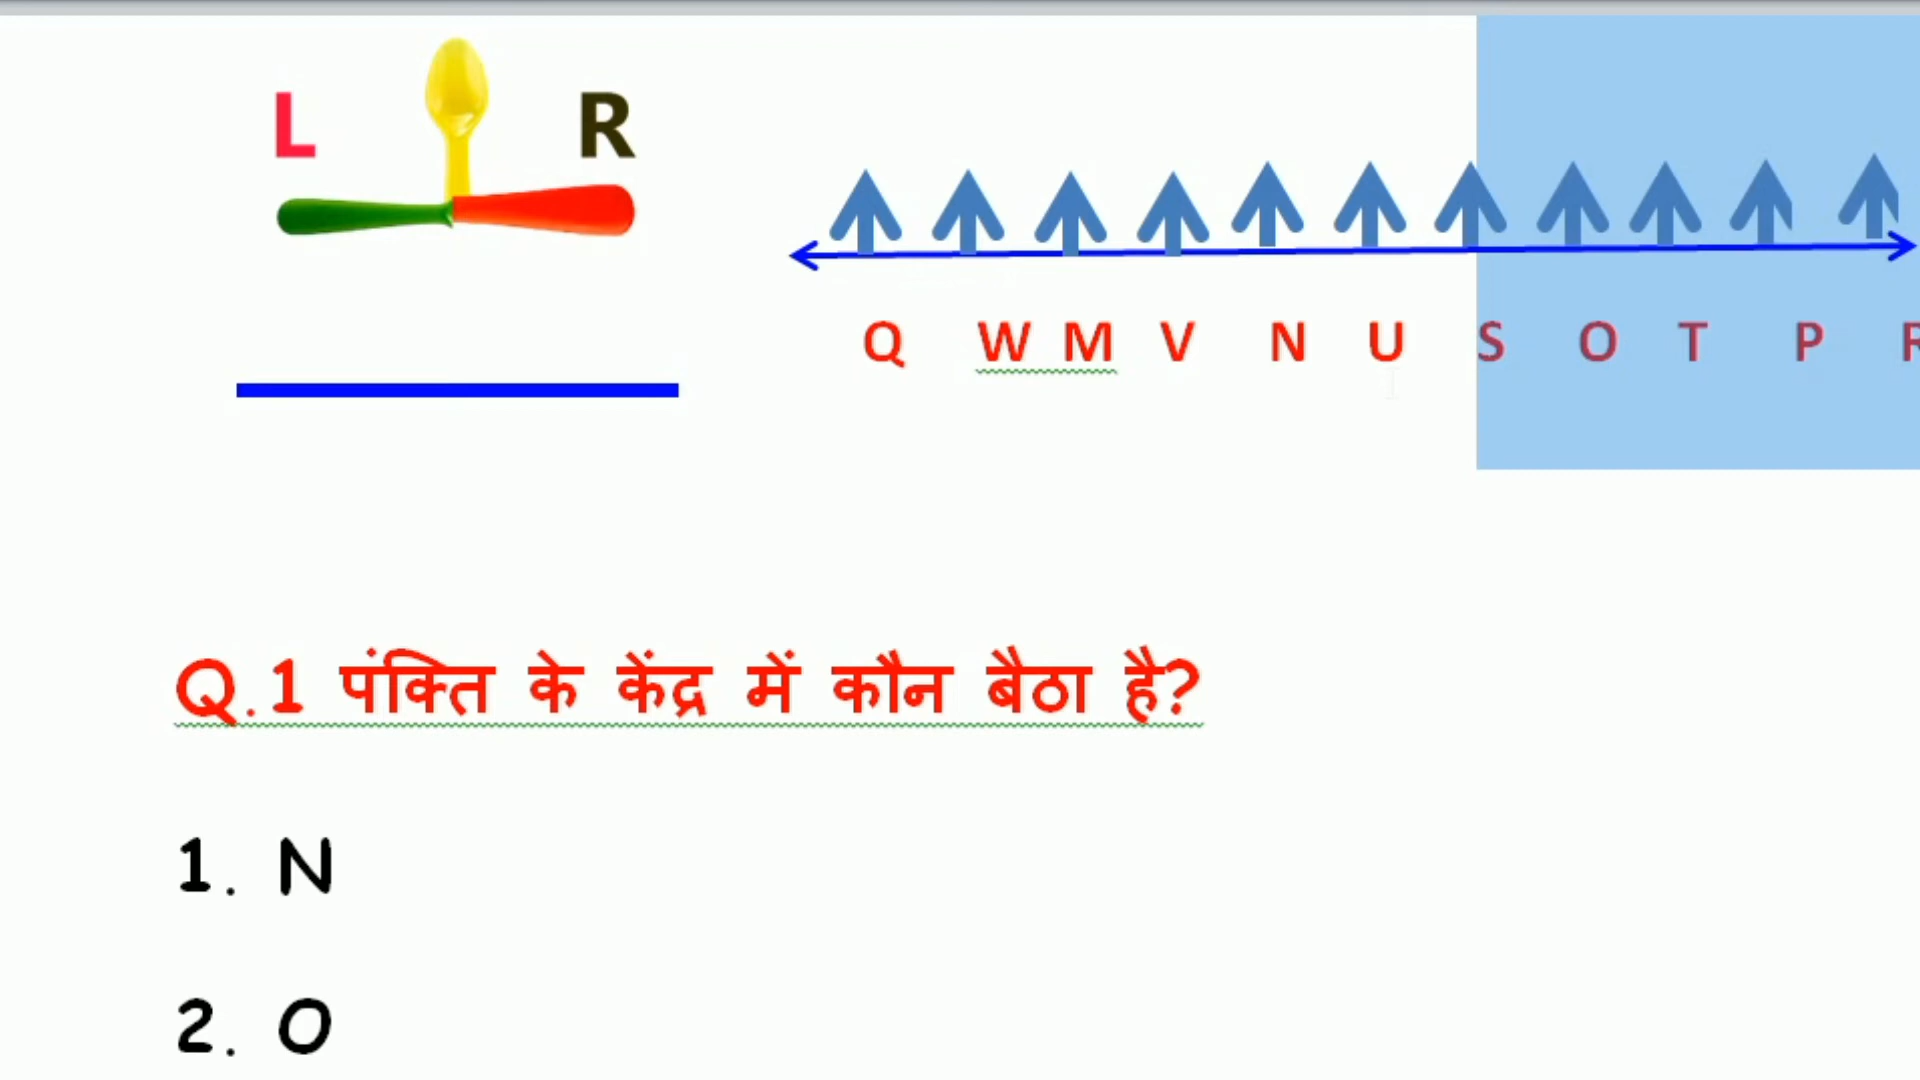 L R
Q W M V N U S O T P R
Q.1 पंक्ति के केंद्र में कौन बैठा है?
1. N
2. O